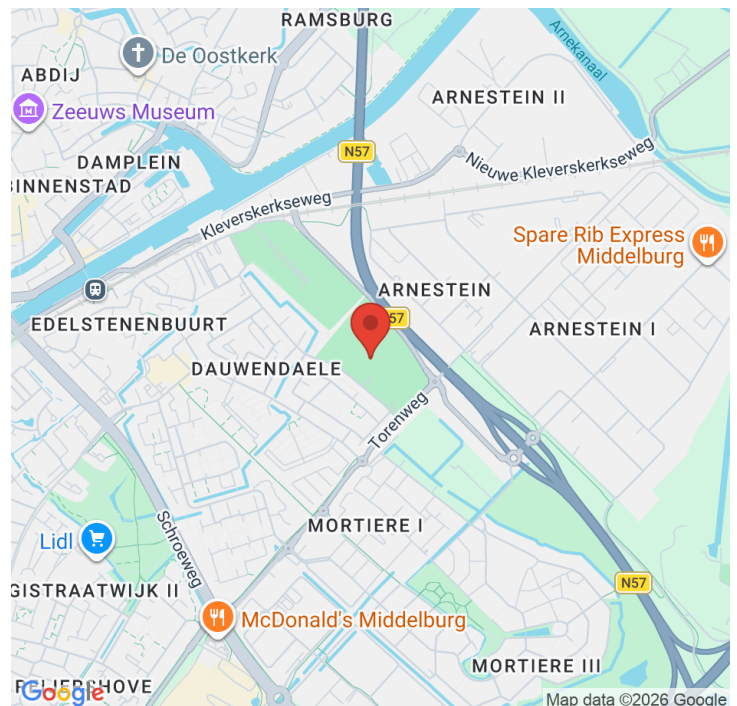 RAMSBURG
De Oostkerk
ABDIJ
Arnekanaal
ARNESTEIN II
Zeeuws Museum
N57
DAMPLEIN
BINNENSTAD
Nieuwe Kleverskerkseweg
Kleverskerkseweg
Spare Rib Express
Middelburg
ARNESTEIN
57
EDELSTENENBUURT
ARNESTEIN I
DAUWENDAELE
Torenweg
MORTIERE I
Schroeweg
Lidl
N57
GISTRAATWIJK II
McDonald's Middelburg
MORTIERE III
Google
Map data ©2026 Google